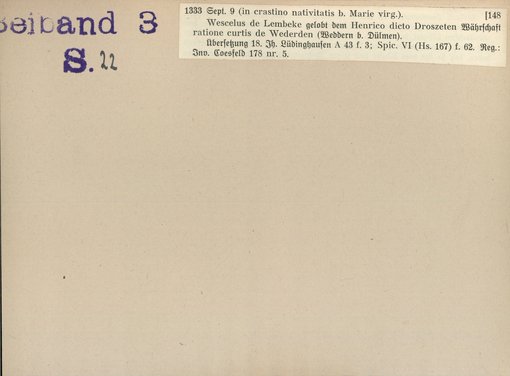 Beiband 3
S. 22
1333 Sept. 9 (in crastino nativitatis b. Marie virg.). [148
Wescelus de Lembeke gelobt dem Henrico dicto Droszeten Währschaft
ratione curtis de Wederden (Weddern b. Dülmen).
Übersetzung 18. Jh. Lüdinghausen A 43 f. 3; Spic. VI (Hs. 167) f. 62. Reg.:
Inv. Coesfeld 178 nr. 5.